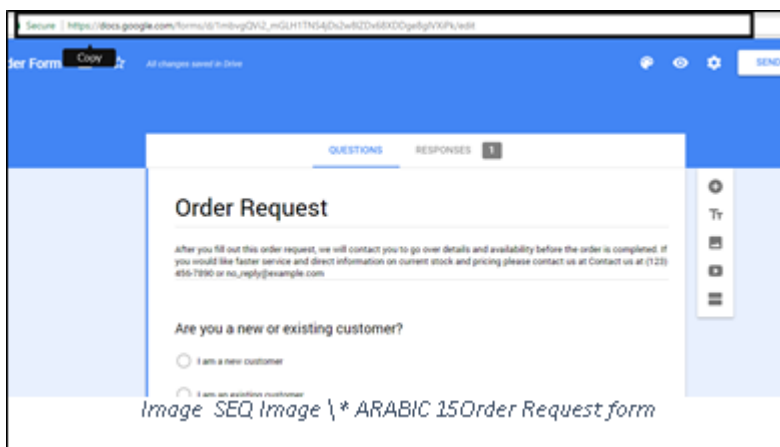 Secure | https://docs.google.com/forms/d/
Copy
der Form
All changes saved in Drive
SEND
QUESTIONS RESPONSES 1
Order Request
After you fill out this order request, we will contact you to go over details and availability before the order is completed. If
you would like faster service and direct information on current stock and pricing please contact us at Contact us at (123)
456-7890 or no_reply@example.com
Are you a new or existing customer?
I am a new customer
I am an existing customer
Image SEQ Image \* ARABIC 15Order Request form